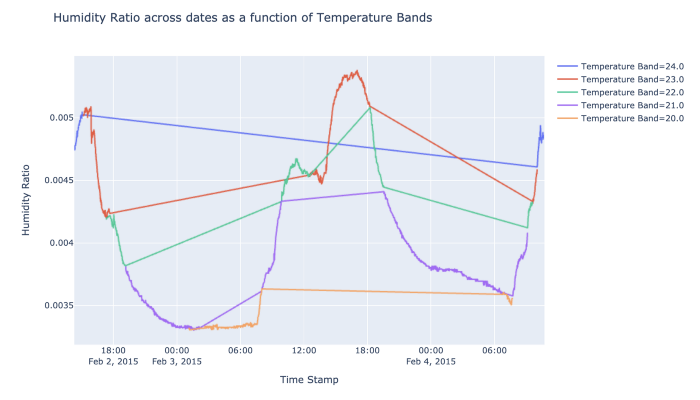 Humidity Ratio across dates as a function of Temperature Bands
Temperature Band=24.0
Temperature Band=23.0
Temperature Band=22.0
Temperature Band=21.0
Temperature Band=20.0
Humidity Ratio
0.005
0.0045
0.004
0.0035
18:00 00:00 06:00 12:00 18:00 00:00 06:00
Feb 2, 2015 Feb 3, 2015 Feb 4, 2015
Time Stamp